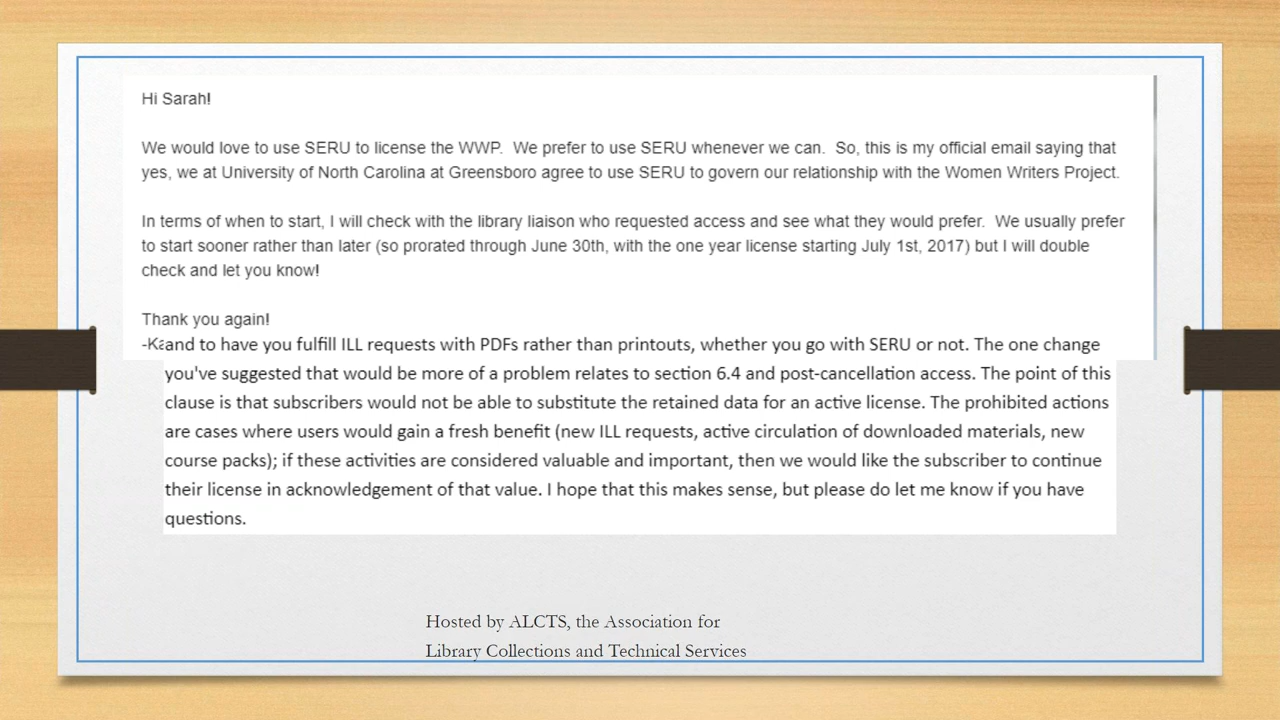 Hi Sarah!
We would love to use SERU to license the WWP. We prefer to use SERU whenever we can. So, this is my official email saying that
yes, we at University of North Carolina at Greensboro agree to use SERU to govern our relationship with the Women Writers Project.
In terms of when to start, I will check with the library liaison who requested access and see what they would prefer. We usually prefer
to start sooner rather than later (so prorated through June 30th, with the one year license starting July 1st, 2017) but I will double
check and let you know!
Thank you again!
and to have you fulfill ILL requests with PDFs rather than printouts, whether you go with SERU or not. The one change
you've suggested that would be more of a problem relates to section 6.4 and post-cancellation access. The point of this
clause is that subscribers would not be able to substitute the retained data for an active license. The prohibited actions
are cases where users would gain a fresh benefit (new ILL requests, active circulation of downloaded materials, new
course packs); if these activities are considered valuable and important, then we would like the subscriber to continue
their license in acknowledgement of that value. I hope that this makes sense, but please do let me know if you have
questions.
Hosted by ALCTS, the Association for
Library Collections and Technical Services